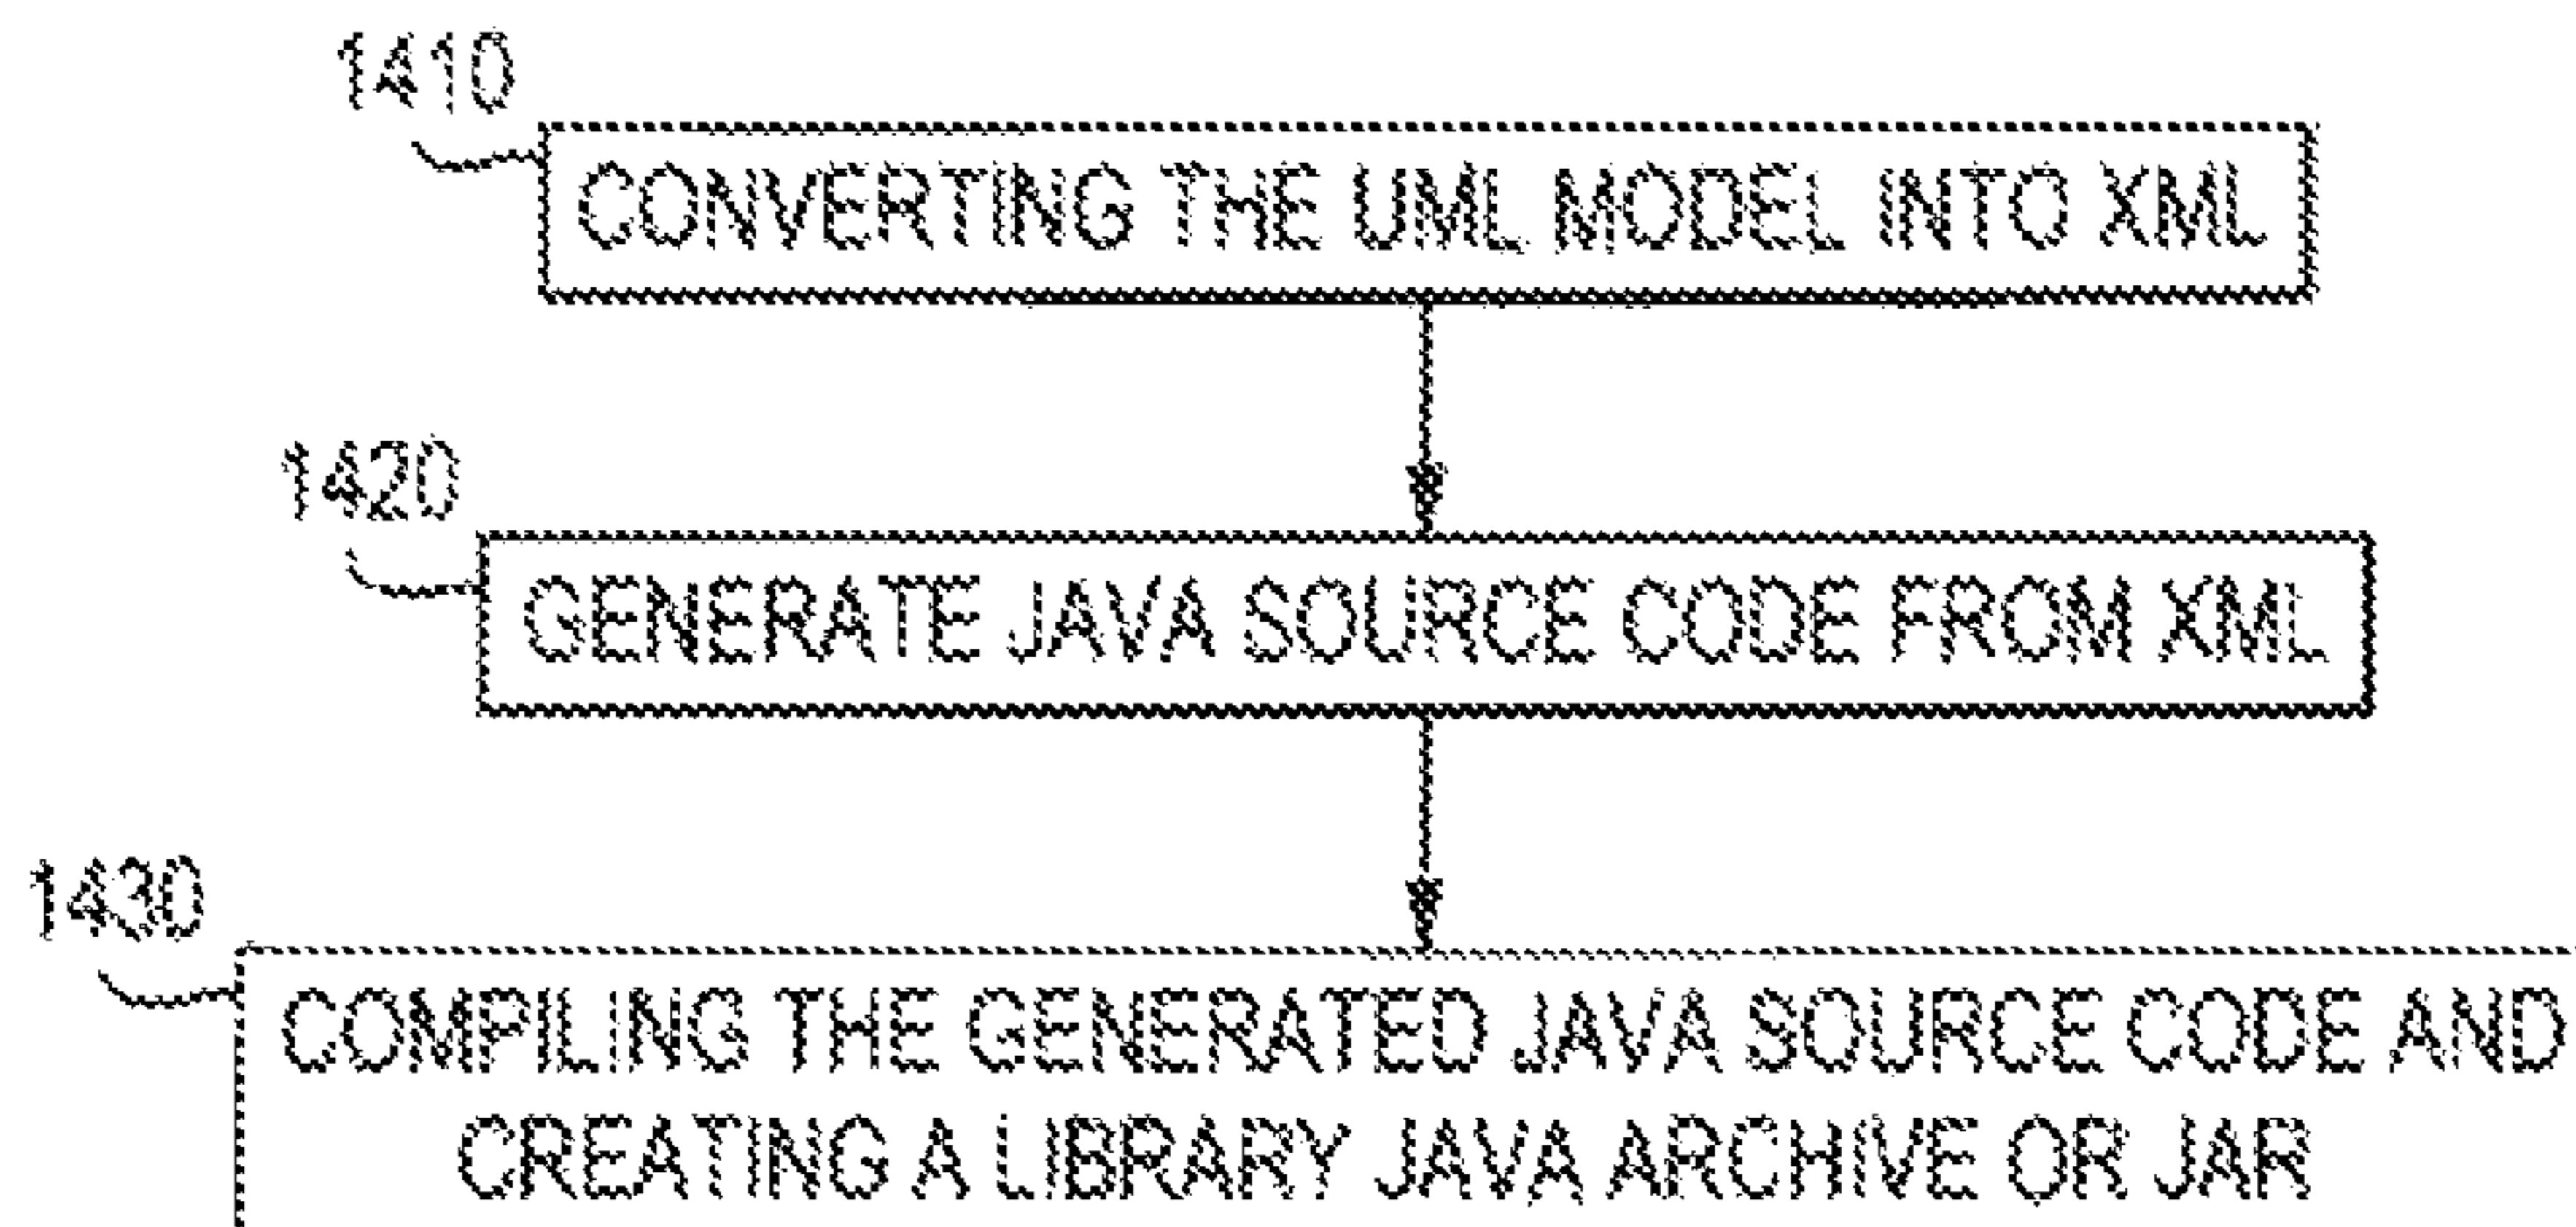 1410
CONVERTING THE UML MODEL INTO XML
1420
GENERATE JAVA SOURCE CODE FROM XML
1430
COMPILING THE GENERATED JAVA SOURCE CODE AND
CREATING A LIBRARY JAVA ARCHIVE OR JAR